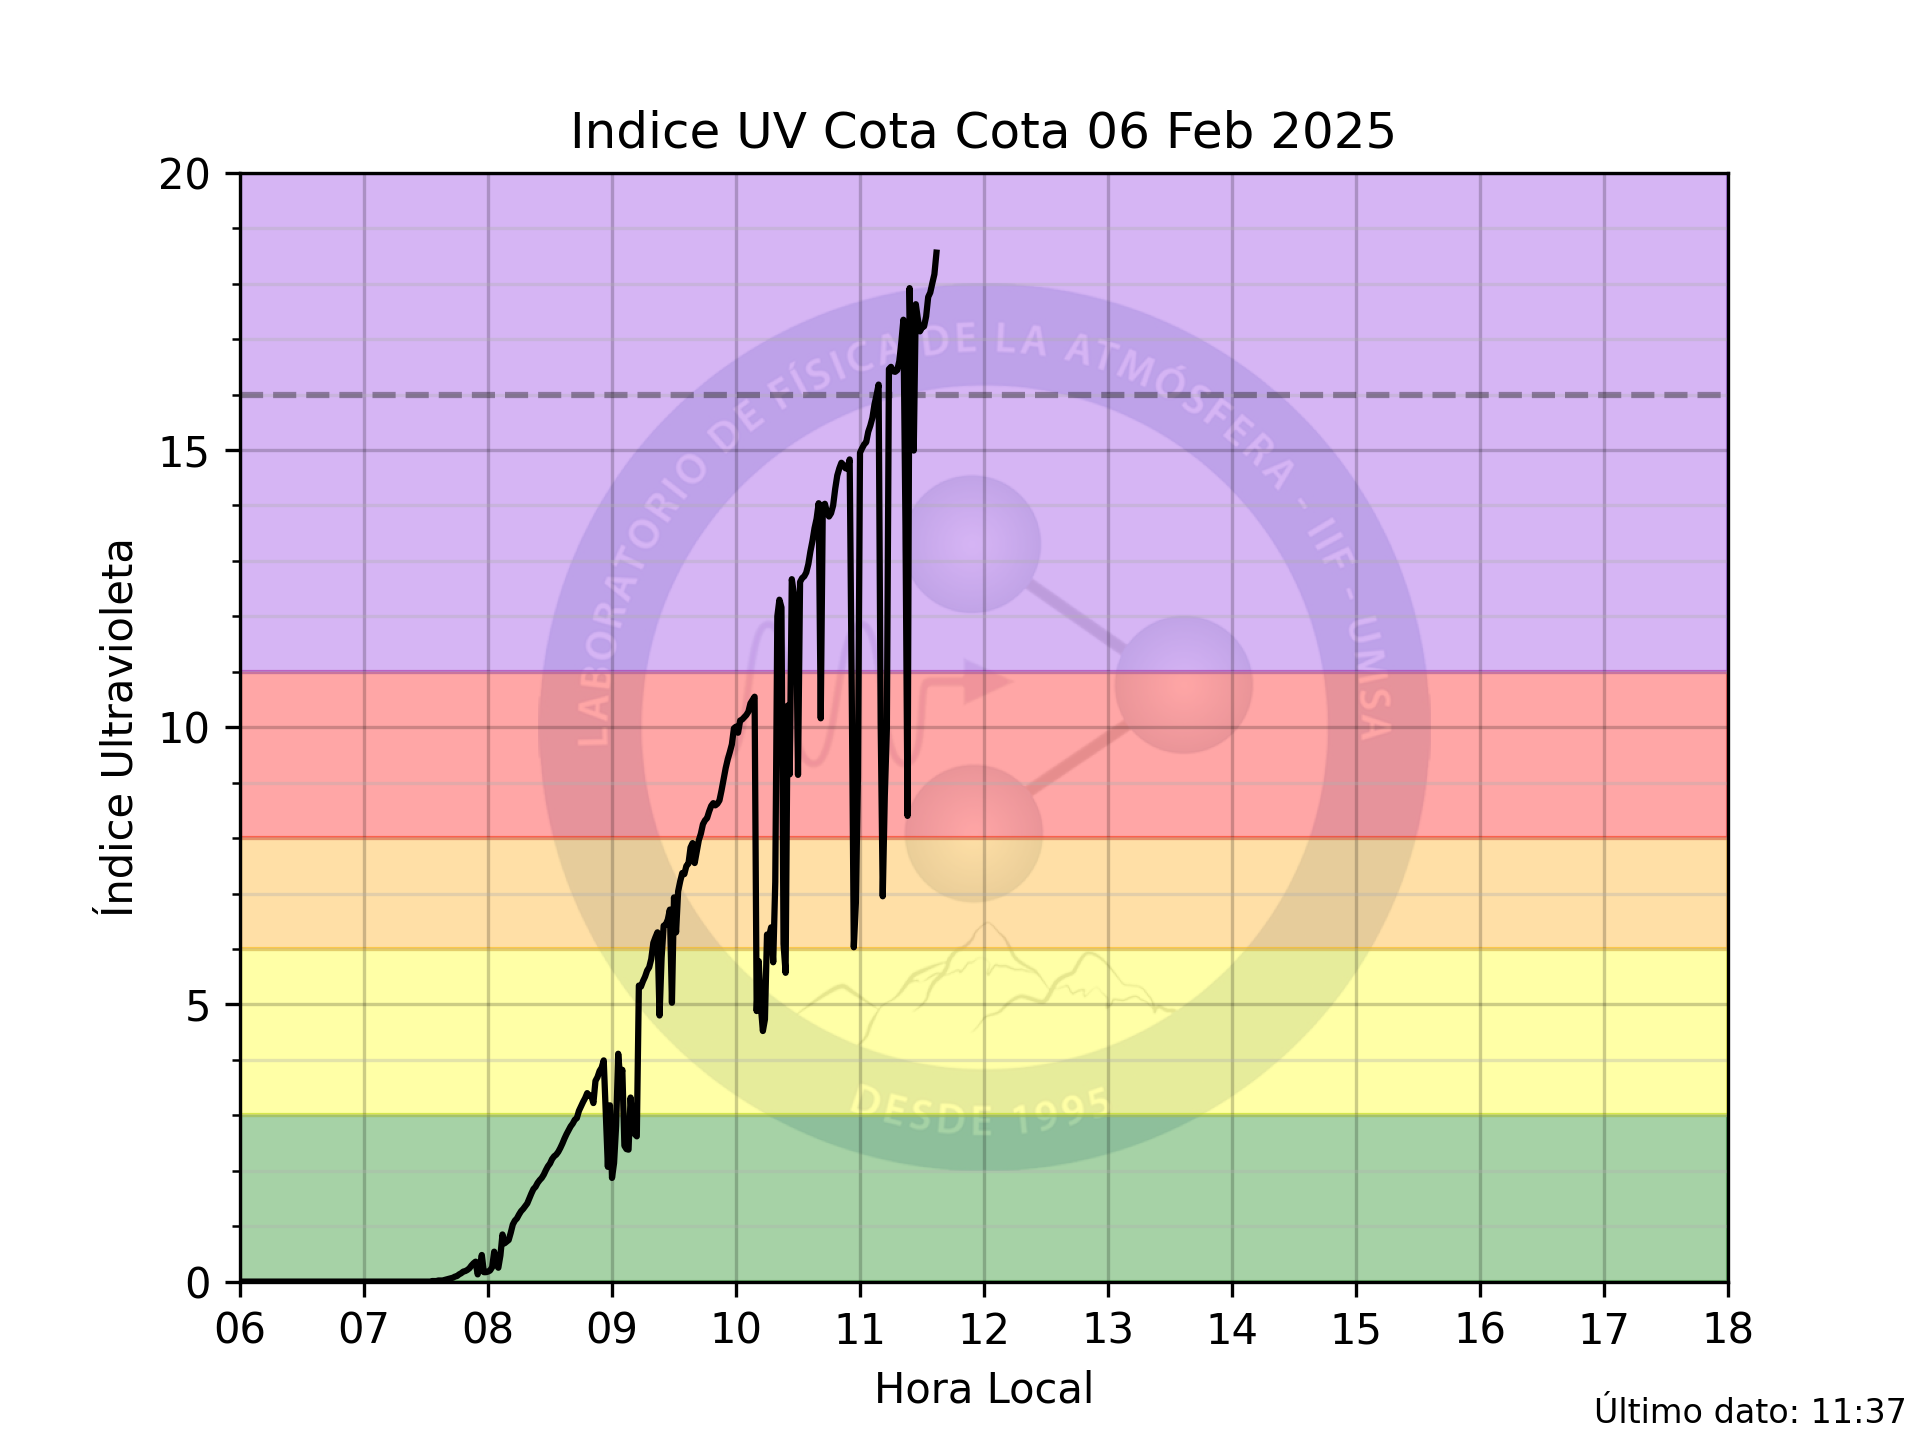 Indice UV Cota Cota 06 Feb 2025
20
15
10
5
0
Índice Ultravioleta
LABORATORIO DE FÍSICA DE LA ATMÓSFERA - IIF - UMSA
DESDE 1995
06 07 08 09 10 11 12 13 14 15 16 17 18
Hora Local
Último dato: 11:37